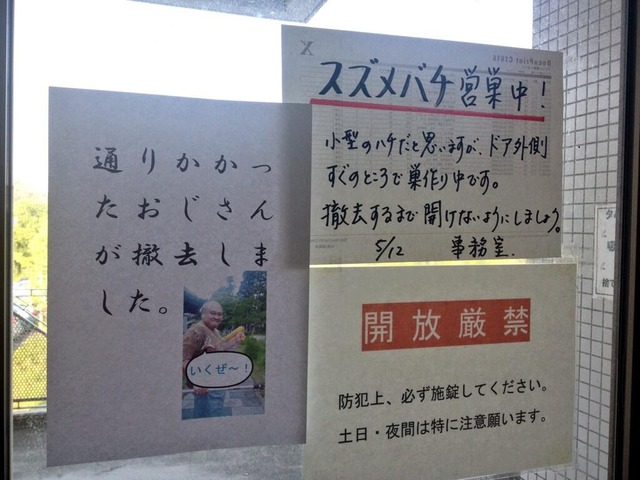 スズメバチ営巣中!
小型のハチだと思いますが、ドア外側
すぐのところで巣作り中です。
撤去するまで開けないようにしましょう。
5/12 事務室.
通りかかっ
たおじさん
が撤去しま
した。
いくぜ～!
開放厳禁
防犯上、必ず施錠してください。
土日・夜間は特に注意願います。